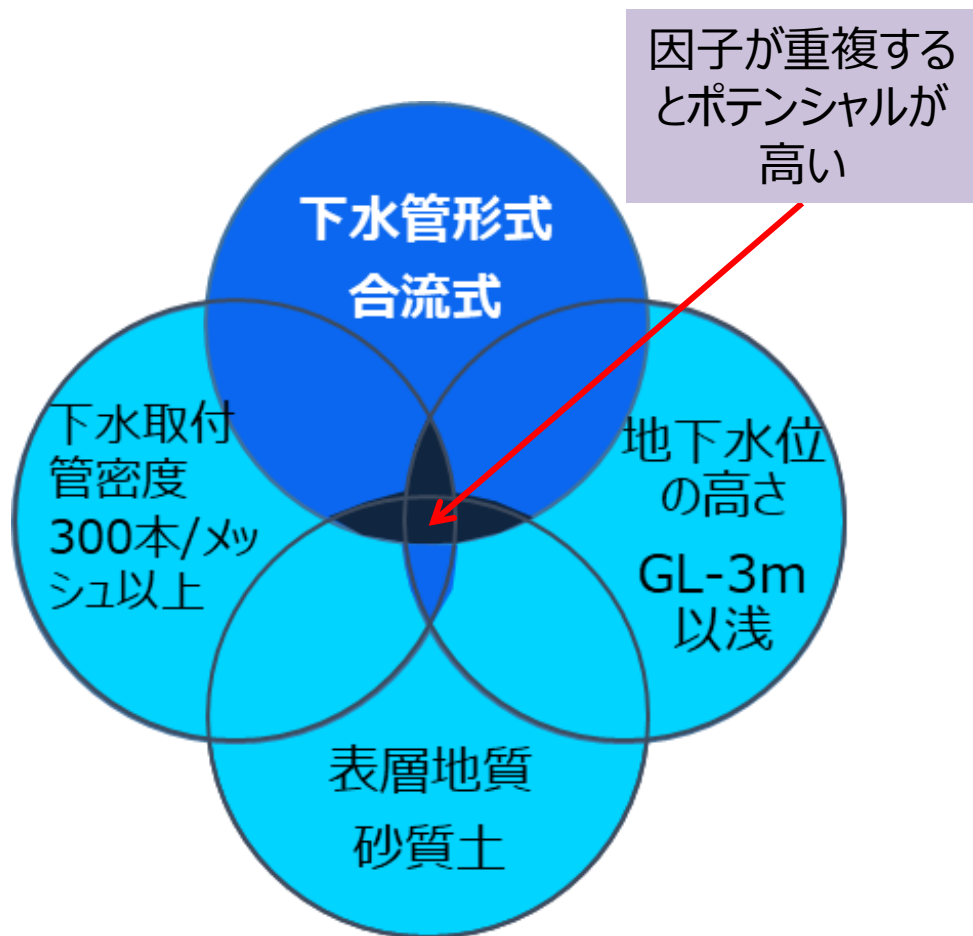 因子が重複する
とポテンシャルが
高い
下水管形式
合流式
下水取付
管密度
300本/メッ
シュ以上
地下水位
の高さ
GL-3m
以浅
表層地質
砂質土